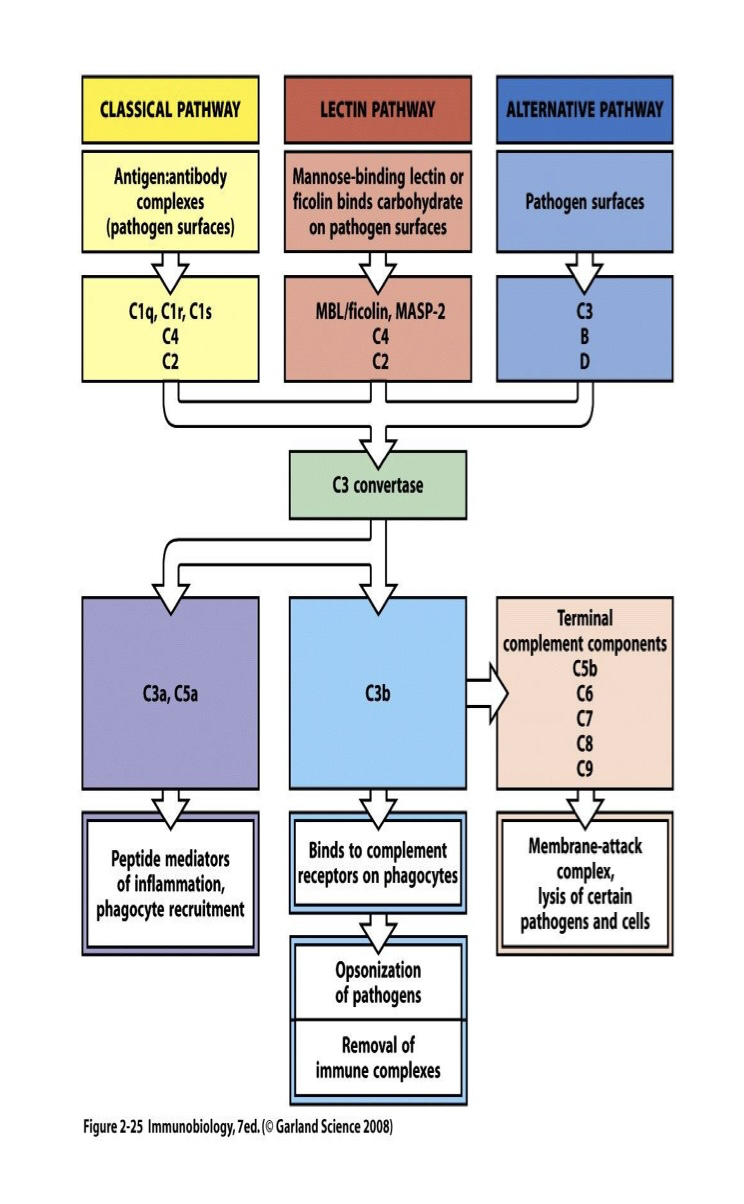 CLASSICAL PATHWAY
LECTIN PATHWAY
ALTERNATIVE PATHWAY
Antigen:antibody
complexes
(pathogen surfaces)
Mannose-binding lectin or
ficolin binds carbohydrate
on pathogen surfaces
Pathogen surfaces
C1q, C1r, C1s
C4
C2
MBL/ficolin, MASP-2
C4
C2
C3
B
D
C3 convertase
C3a, C5a
C3b
Terminal
complement components
C5b
C6
C7
C8
C9
Peptide mediators
of inflammation,
phagocyte recruitment
Binds to complement
receptors on phagocytes
Membrane-attack
complex,
lysis of certain
pathogens and cells
Opsonization
of pathogens
Removal of
immune complexes
Figure 2-25 Immunobiology, 7ed. (© Garland Science 2008)